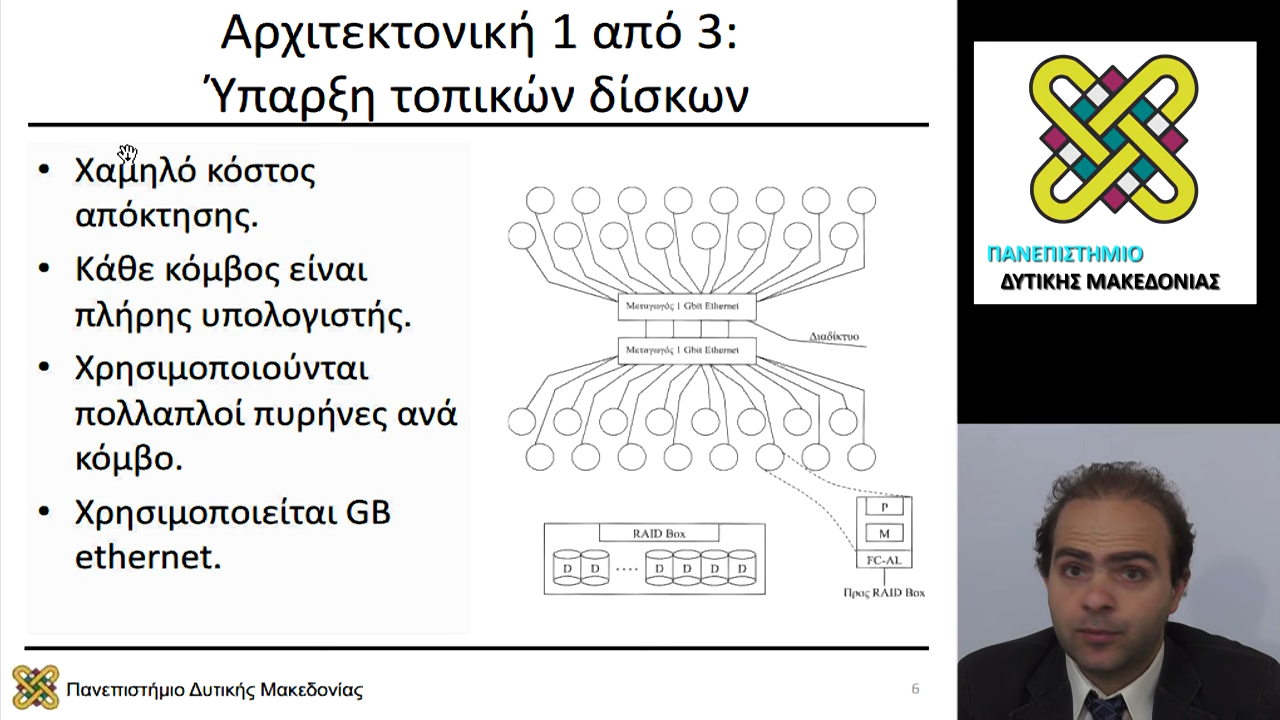 Αρχιτεκτονική 1 από 3:
Ύπαρξη τοπικών δίσκων
• Χαμηλό κόστος
απόκτησης.
• Κάθε κόμβος είναι
πλήρης υπολογιστής.
• Χρησιμοποιούνται
πολλαπλοί πυρήνες ανά
κόμβο.
• Χρησιμοποιείται GB
ethernet.
Μεταγωγός 1 Gbit Ethernet
Διαδίκτυο
Μεταγωγός 1 Gbit Ethernet
RAID Box
D D .... D D D D
P
M
FC-AL
Προς RAID Box
Πανεπιστήμιο Δυτικής Μακεδονίας
6
ΠΑΝΕΠΙΣΤΗΜΙΟ
ΔΥΤΙΚΗΣ ΜΑΚΕΔΟΝΙΑΣ